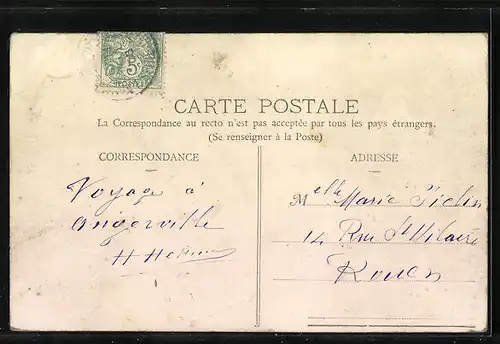 5
CARTE POSTALE
La Correspondance au recto n'est pas acceptée par tous les pays étrangers.
(Se renseigner à la Poste)
CORRESPONDANCE
Voyage à
angerville
ADRESSE
Melle Marie
14 Rue St Hilaire
Rouen